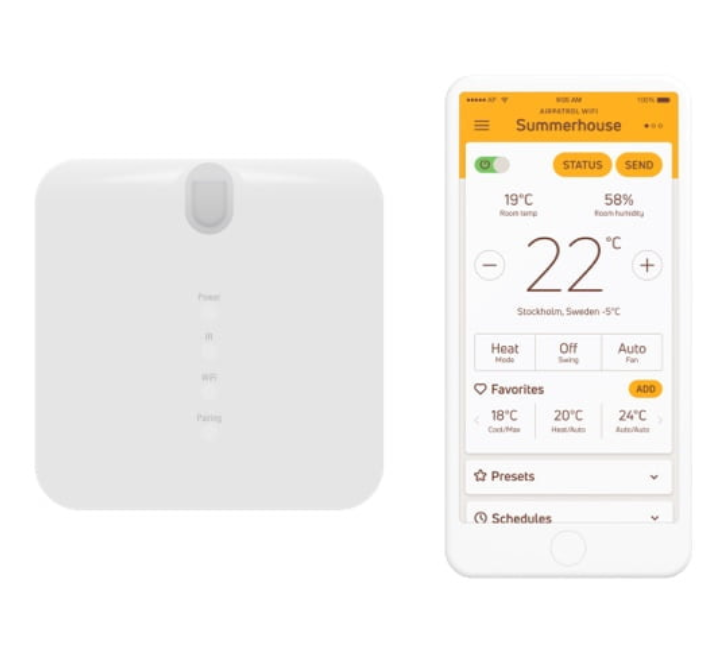 Power
IR
WiFi
Pairing
9:00 AM
100%
AIRPATROL WIFI
Summerhouse
STATUS SEND
19°C 58%
Room temp Room humidity
22°C
− +
Stockholm, Sweden -5°C
Heat Off Auto
Mode Swing Fan
Favorites ADD
18°C 20°C 24°C
Cool/Max Heat/Auto Auto/Auto
Presets
Schedules